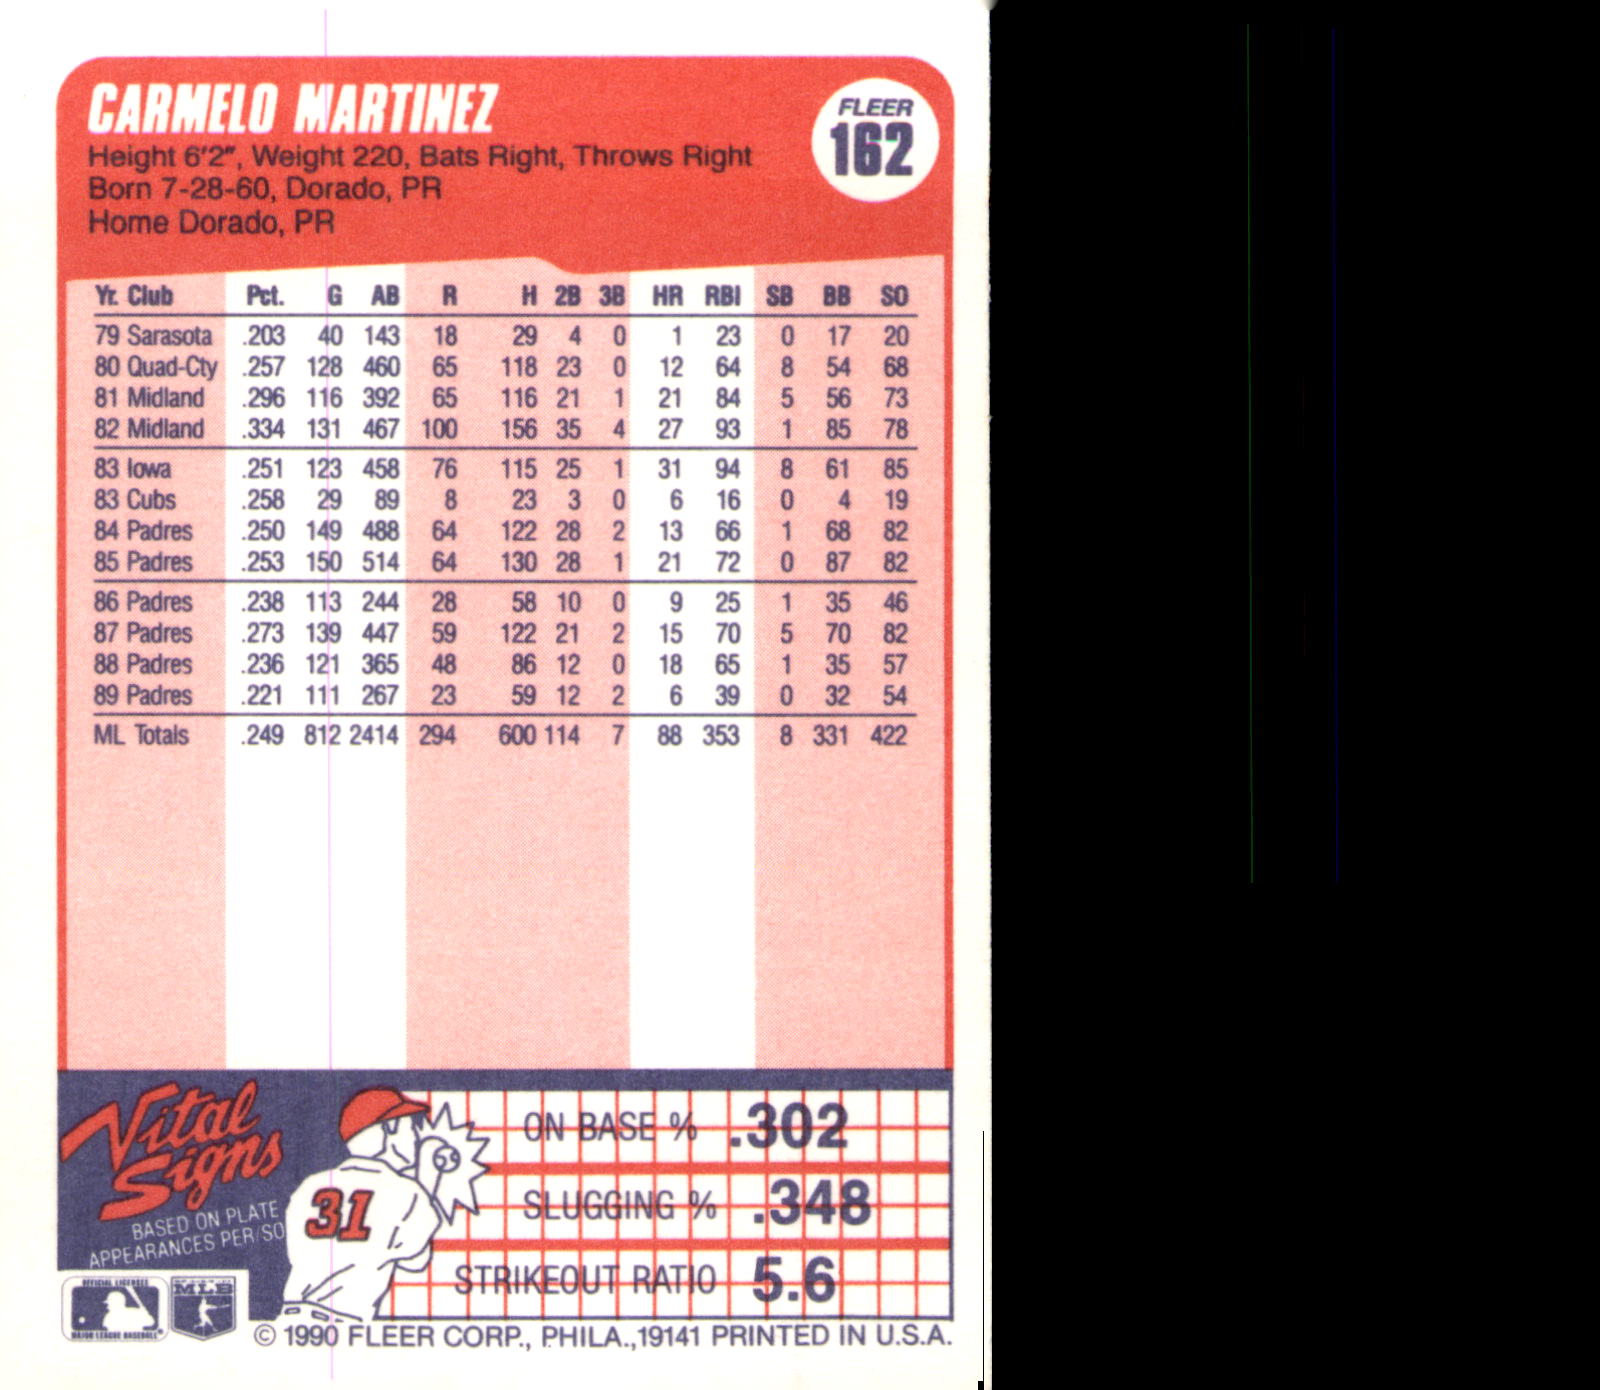 CARMELO MARTINEZ
FLEER
162
Height 6'2", Weight 220, Bats Right, Throws Right
Born 7-28-60, Dorado, PR
Home Dorado, PR
Yr. Club Pct. G AB R H 2B 3B HR RBI SB BB SO
79 Sarasota .203 40 143 18 29 4 0 1 23 0 17 20
80 Quad-Cty .257 128 460 65 118 23 0 12 64 8 54 68
81 Midland .296 116 392 65 116 21 1 21 84 5 56 73
82 Midland .334 131 467 100 156 35 4 27 93 1 85 78
83 Iowa .251 123 458 76 115 25 1 31 94 8 61 85
83 Cubs .258 29 89 8 23 3 0 6 16 0 4 19
84 Padres .250 149 488 64 122 28 2 13 66 1 68 82
85 Padres .253 150 514 64 130 28 1 21 72 0 87 82
86 Padres .238 113 244 28 58 10 0 9 25 1 35 46
87 Padres .273 139 447 59 122 21 2 15 70 5 70 82
88 Padres .236 121 365 48 86 12 0 18 65 1 35 57
89 Padres .221 111 267 23 59 12 2 6 39 0 32 54
ML Totals .249 812 2414 294 600 114 7 88 353 8 331 422
Vital
Signs
BASED ON PLATE
APPEARANCES PER/SO
31
ON BASE % .302
SLUGGING % .348
STRIKEOUT RATIO 5.6
OFFICIAL LICENSEE
MAJOR LEAGUE BASEBALL
MLB
© 1990 FLEER CORP., PHILA.,19141 PRINTED IN U.S.A.